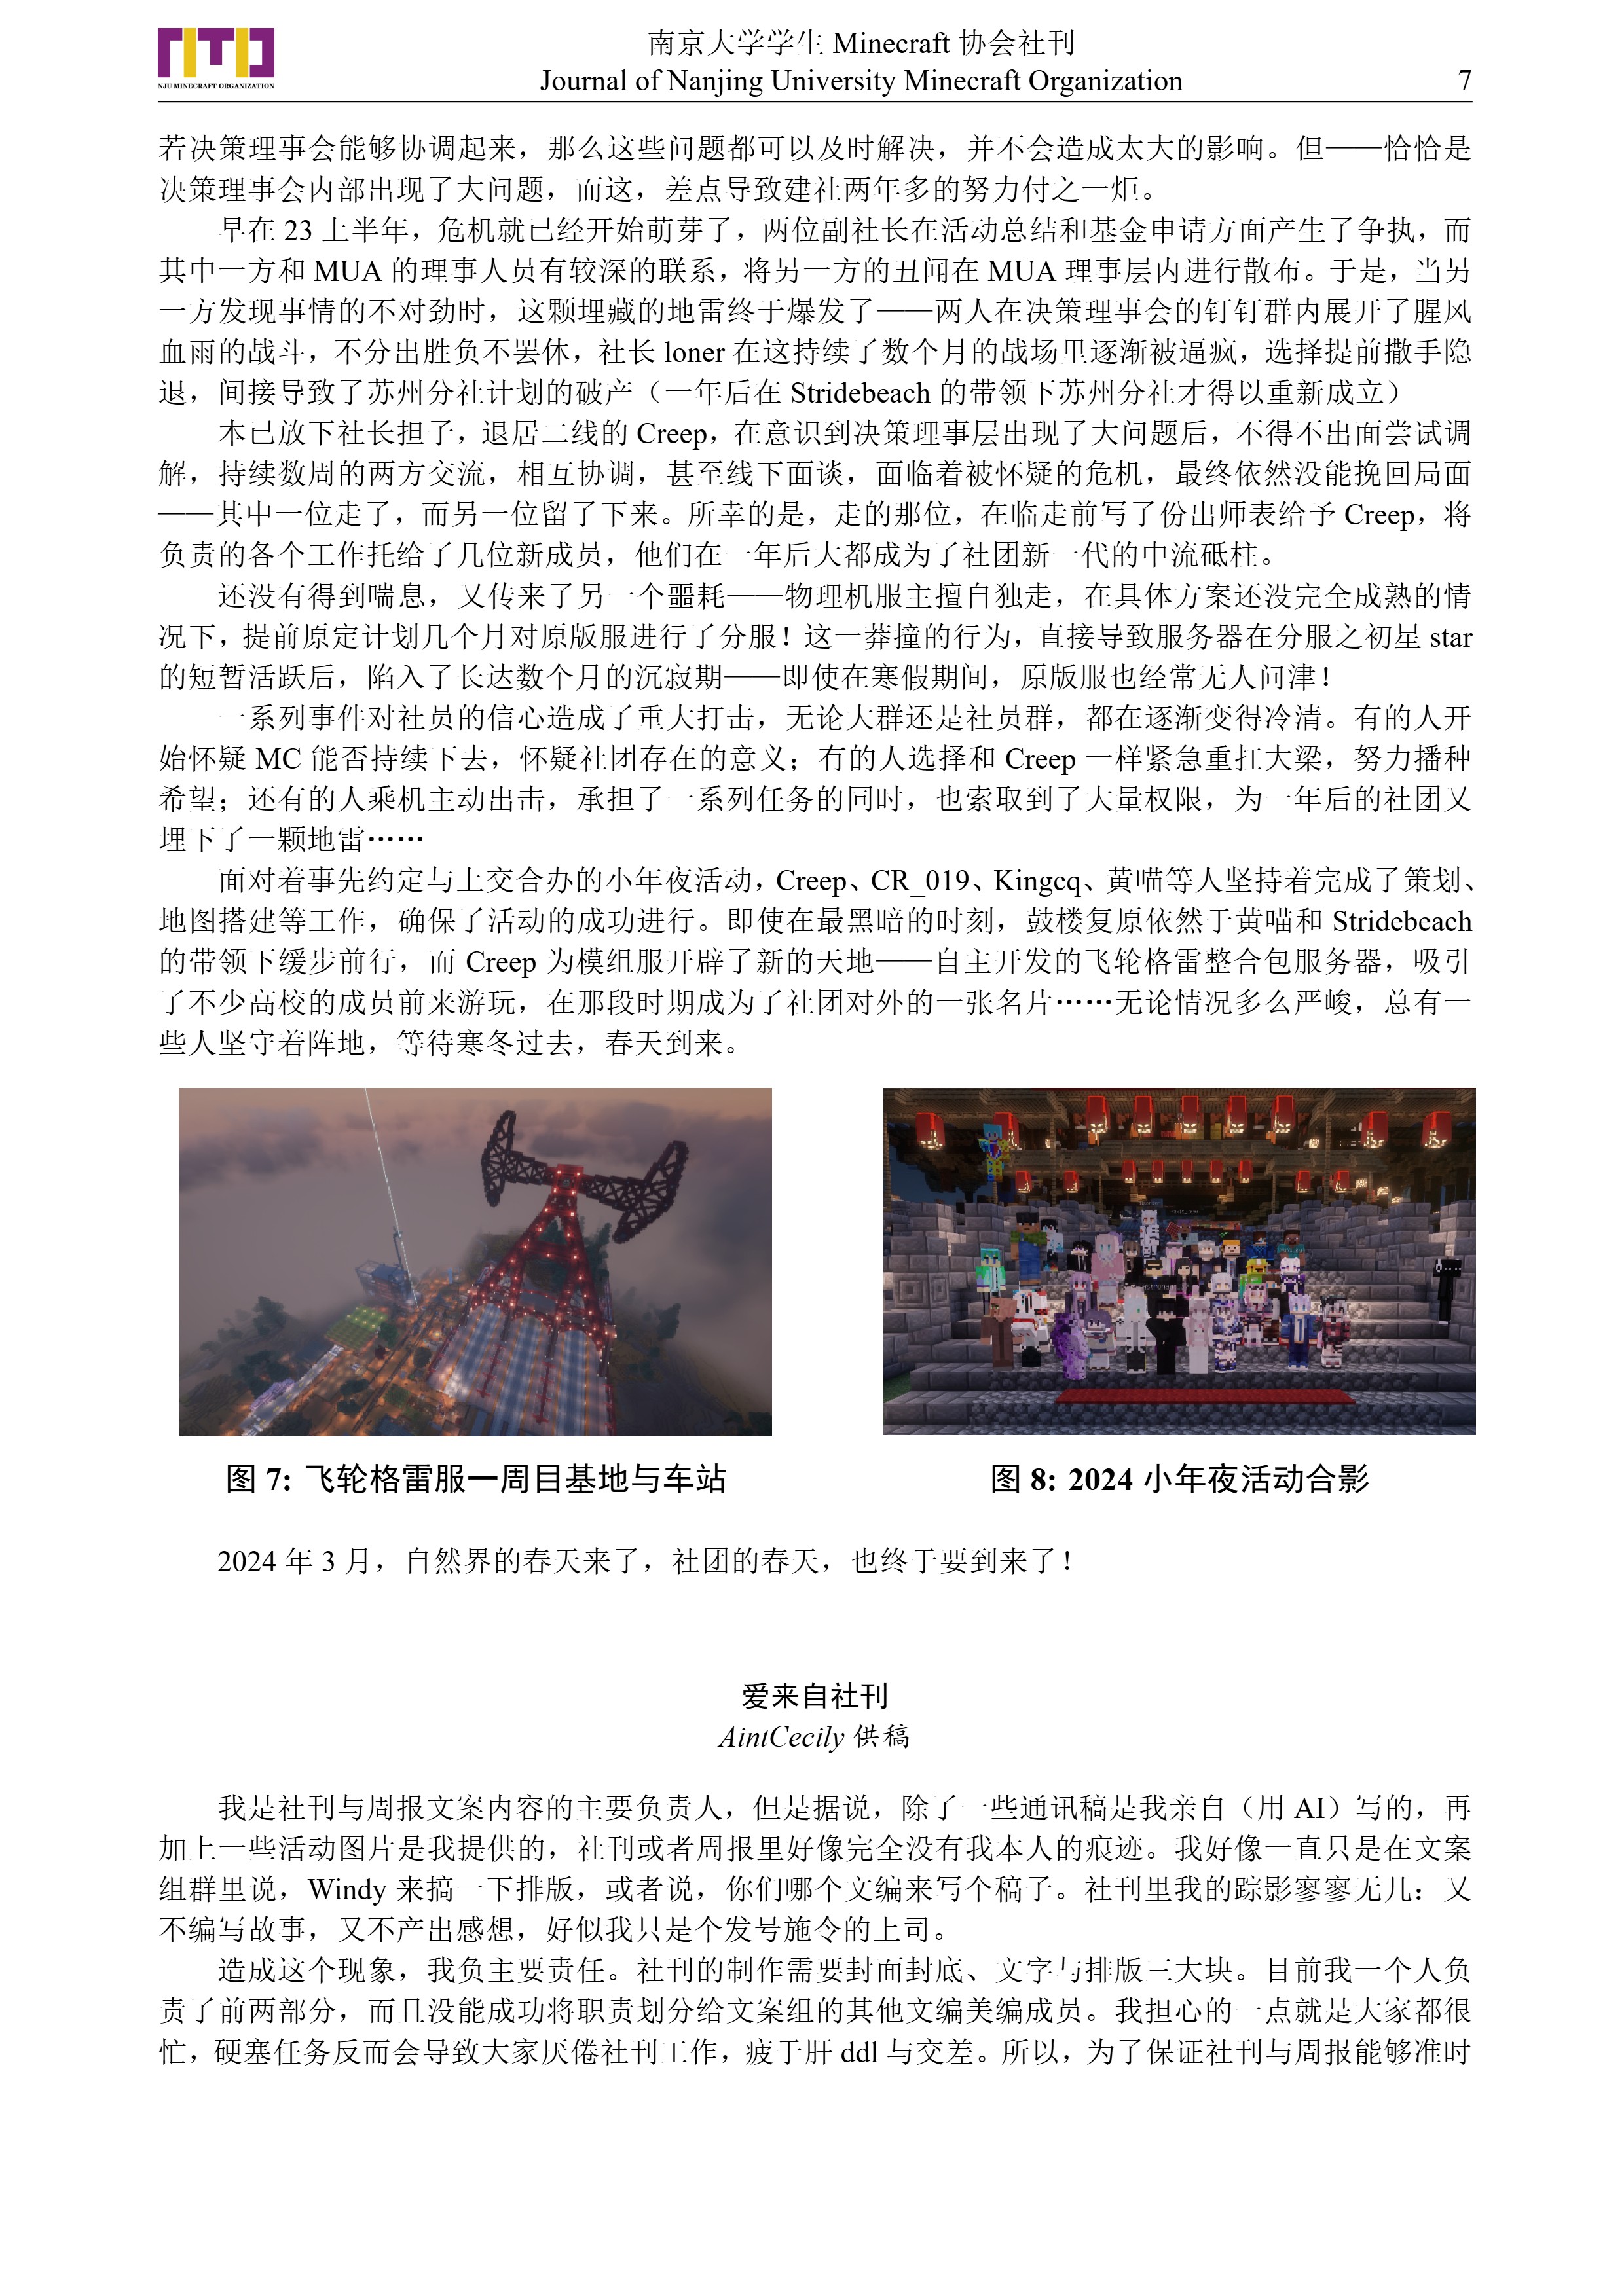 NJU MINECRAFT ORGANIZATION
南京大学学生 Minecraft 协会社刊
Journal of Nanjing University Minecraft Organization
7
若决策理事会能够协调起来，那么这些问题都可以及时解决，并不会造成太大的影响。但——恰恰是
决策理事会内部出现了大问题，而这，差点导致建社两年多的努力付之一炬。
早在 23 上半年，危机就已经开始萌芽了，两位副社长在活动总结和基金申请方面产生了争执，而
其中一方和 MUA 的理事人员有较深的联系，将另一方的丑闻在 MUA 理事层内进行散布。于是，当另
一方发现事情的不对劲时，这颗埋藏的地雷终于爆发了——两人在决策理事会的钉钉群内展开了腥风
血雨的战斗，不分出胜负不罢休，社长 loner 在这持续了数个月的战场里逐渐被逼疯，选择提前撒手隐
退，间接导致了苏州分社计划的破产（一年后在 Stridebeach 的带领下苏州分社才得以重新成立）
本已放下社长担子，退居二线的 Creep，在意识到决策理事层出现了大问题后，不得不出面尝试调
解，持续数周的两方交流，相互协调，甚至线下面谈，面临着被怀疑的危机，最终依然没能挽回局面
——其中一位走了，而另一位留了下来。所幸的是，走的那位，在临走前写了份出师表给予 Creep，将
负责的各个工作托给了几位新成员，他们在一年后大都成为了社团新一代的中流砥柱。
还没有得到喘息，又传来了另一个噩耗——物理机服主擅自独走，在具体方案还没完全成熟的情
况下，提前原定计划几个月对原版服进行了分服！这一莽撞的行为，直接导致服务器在分服之初星 star
的短暂活跃后，陷入了长达数个月的沉寂期——即使在寒假期间，原版服也经常无人问津！
一系列事件对社员的信心造成了重大打击，无论大群还是社员群，都在逐渐变得冷清。有的人开
始怀疑 MC 能否持续下去，怀疑社团存在的意义；有的人选择和 Creep 一样紧急重扛大梁，努力播种
希望；还有的人乘机主动出击，承担了一系列任务的同时，也索取到了大量权限，为一年后的社团又
埋下了一颗地雷……
面对着事先约定与上交合办的小年夜活动，Creep、CR_019、Kingcq、黄喵等人坚持着完成了策划、
地图搭建等工作，确保了活动的成功进行。即使在最黑暗的时刻，鼓楼复原依然于黄喵和 Stridebeach
的带领下缓步前行，而 Creep 为模组服开辟了新的天地——自主开发的飞轮格雷整合包服务器，吸引
了不少高校的成员前来游玩，在那段时期成为了社团对外的一张名片……无论情况多么严峻，总有一
些人坚守着阵地，等待寒冬过去，春天到来。
图 7: 飞轮格雷服一周目基地与车站
图 8: 2024 小年夜活动合影
2024 年 3 月，自然界的春天来了，社团的春天，也终于要到来了！
爱来自社刊
AintCecily 供稿
我是社刊与周报文案内容的主要负责人，但是据说，除了一些通讯稿是我亲自（用 AI）写的，再
加上一些活动图片是我提供的，社刊或者周报里好像完全没有我本人的痕迹。我好像一直只是在文案
组群里说，Windy 来搞一下排版，或者说，你们哪个文编来写个稿子。社刊里我的踪影寥寥无几：又
不编写故事，又不产出感想，好似我只是个发号施令的上司。
造成这个现象，我负主要责任。社刊的制作需要封面封底、文字与排版三大块。目前我一个人负
责了前两部分，而且没能成功将职责划分给文案组的其他文编美编成员。我担心的一点就是大家都很
忙，硬塞任务反而会导致大家厌倦社刊工作，疲于肝 ddl 与交差。所以，为了保证社刊与周报能够准时